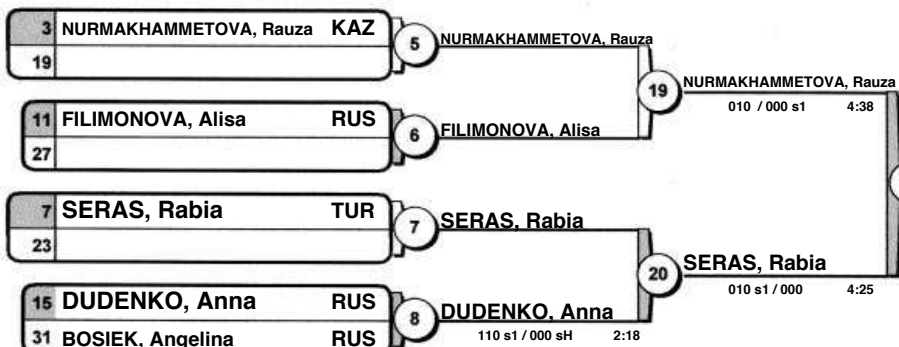 3 NURMAKHAMMETOVA, Rauza KAZ
19
5
NURMAKHAMMETOVA, Rauza
11 FILIMONOVA, Alisa RUS
27
6
FILIMONOVA, Alisa
19
NURMAKHAMMETOVA, Rauza
010 / 000 s1 4:38
7 SERAS, Rabia TUR
23
7
SERAS, Rabia
15 DUDENKO, Anna RUS
31 BOSIEK, Angelina RUS
8
DUDENKO, Anna
110 s1 / 000 sH 2:18
20
SERAS, Rabia
010 s1 / 000 4:25